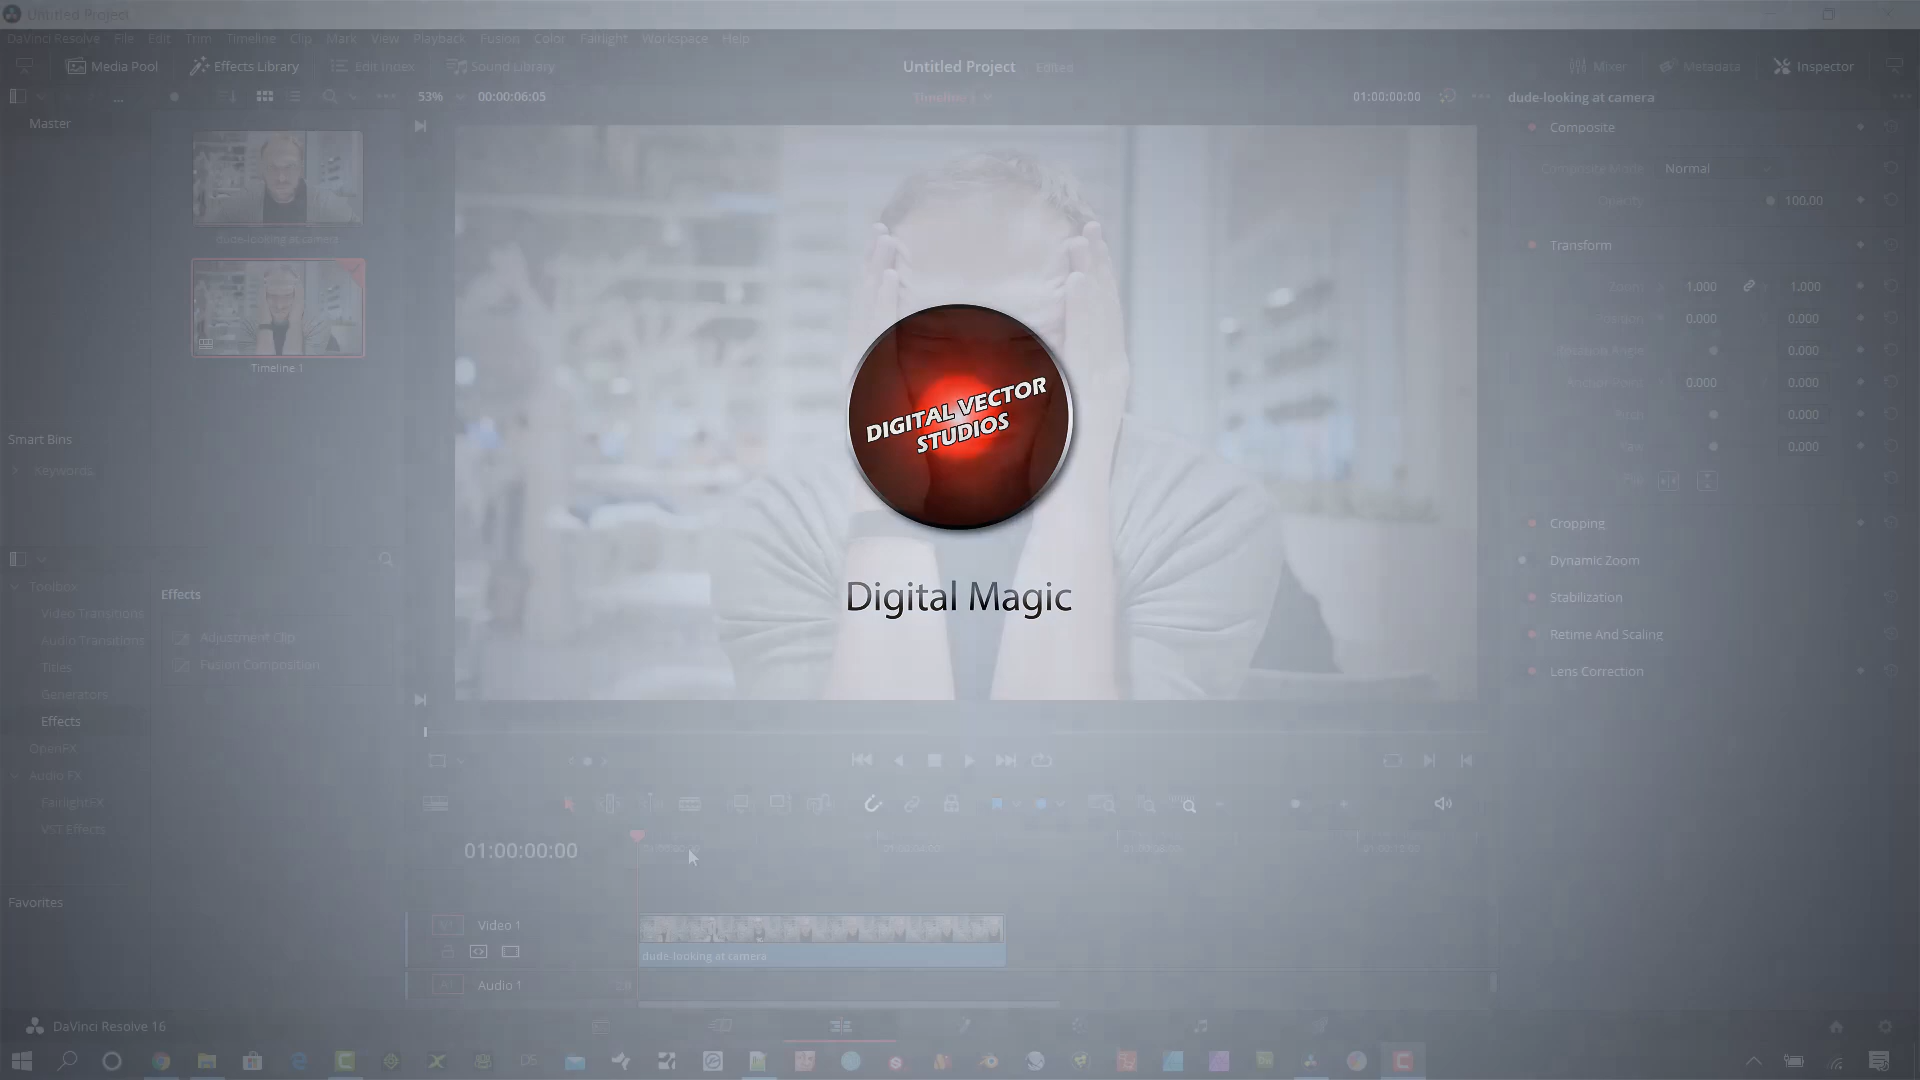 Untitled Project
DaVinci Resolve File Edit Trim Timeline Clip Mark View Playback Fusion Color Fairlight Workspace Help
Media Pool Effects Library Edit Index Sound Library Untitled Project Edited Mixer Metadata Inspector
53% 00:00:06:05 Timeline 1 01:00:00:00 dude-looking at camera
Master
Composite
Composite Mode Normal
Opacity 100.00
dude-looking at camera
Transform
Zoom 1.000 1.000
Position 0.000 0.000
Rotation Angle 0.000
Timeline 1
Anchor Point 0.000 0.000
Pitch 0.000
Yaw 0.000
Flip
DIGITAL VECTOR
STUDIOS
Smart Bins
Keywords
Cropping
Dynamic Zoom
Stabilization
Retime And Scaling
Lens Correction
Digital Magic
Toolbox
Video Transitions
Audio Transitions
Titles
Generators
Effects
OpenFX
Audio FX
FairlightFX
VST Effects
Effects
Adjustment Clip
Fusion Composition
Favorites
01:00:00:00
V1 Video 1
dude-looking at camera
A1 Audio 1 2.0
DaVinci Resolve 16